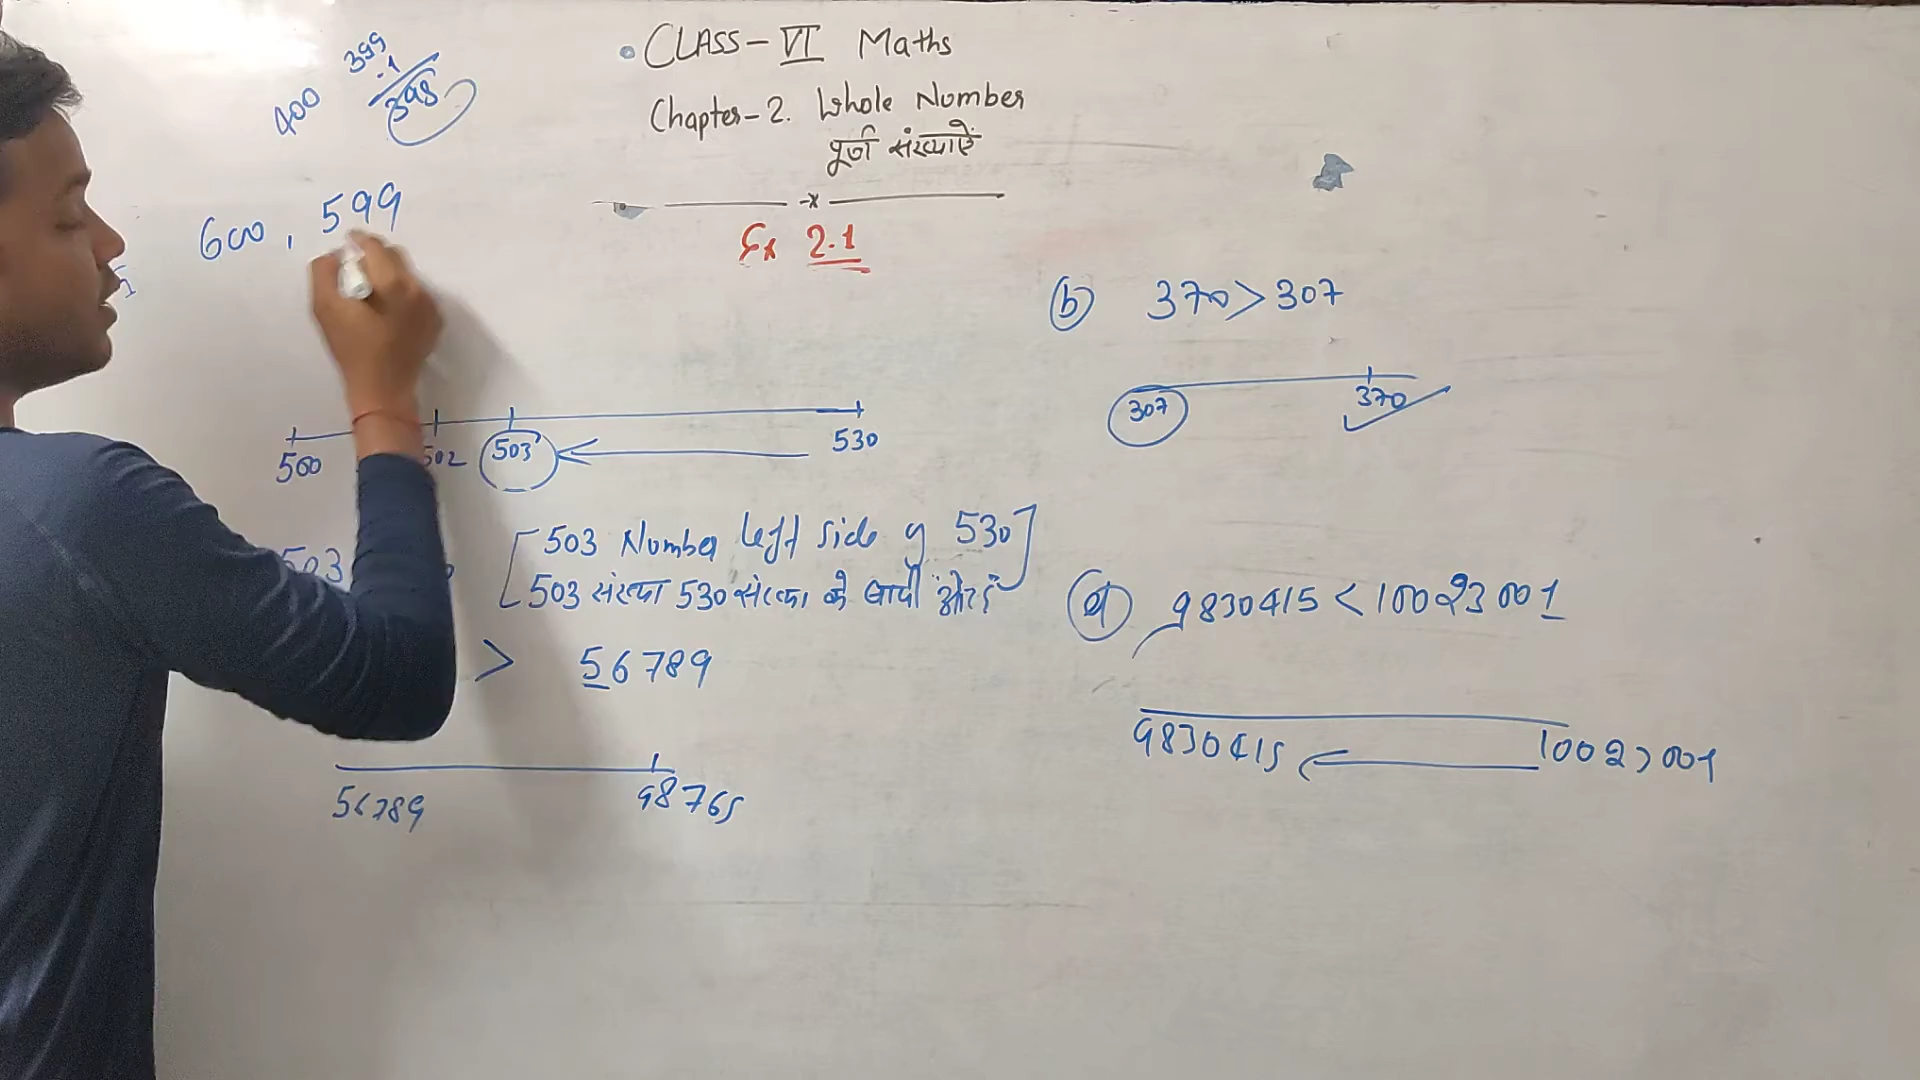 CLASS-VI Maths
Chapter-2. Whole Number
पूर्ण संख्याऐं
-x-
Ex 2.1
400 399
-1
398
600, 599
(b) 370 > 307
307 370
500 502 503 530
503
[503 Number left side of 530]
503 संख्या 530 संख्या के बायीं ओर है
> 56789
56789 98765
(d) 9830415 < 10023001
9830415 10023001